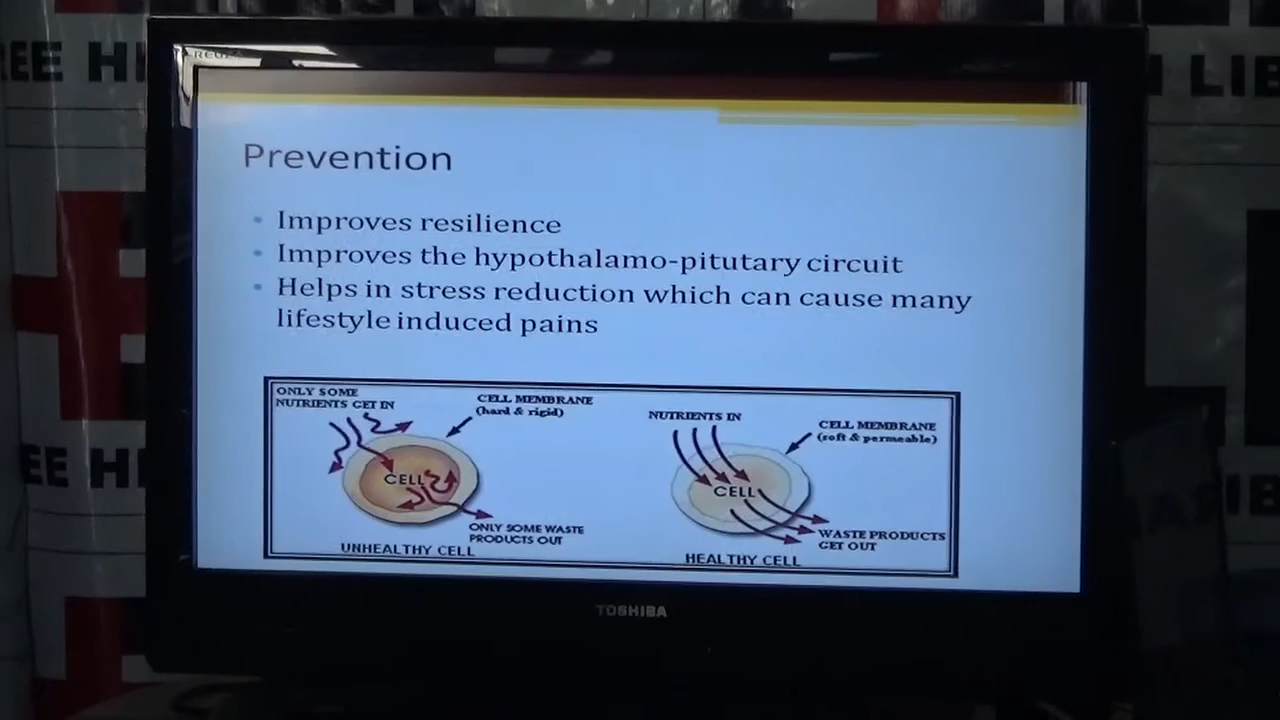 Prevention
Improves resilience
Improves the hypothalamo-pitutary circuit
Helps in stress reduction which can cause many
lifestyle induced pains
ONLY SOME
NUTRIENTS GET IN
CELL MEMBRANE
(hard & rigid)
CELL
ONLY SOME WASTE
PRODUCTS OUT
UNHEALTHY CELL
NUTRIENTS IN
CELL MEMBRANE
(soft & permeable)
CELL
WASTE PRODUCTS
GET OUT
HEALTHY CELL
TOSHIBA